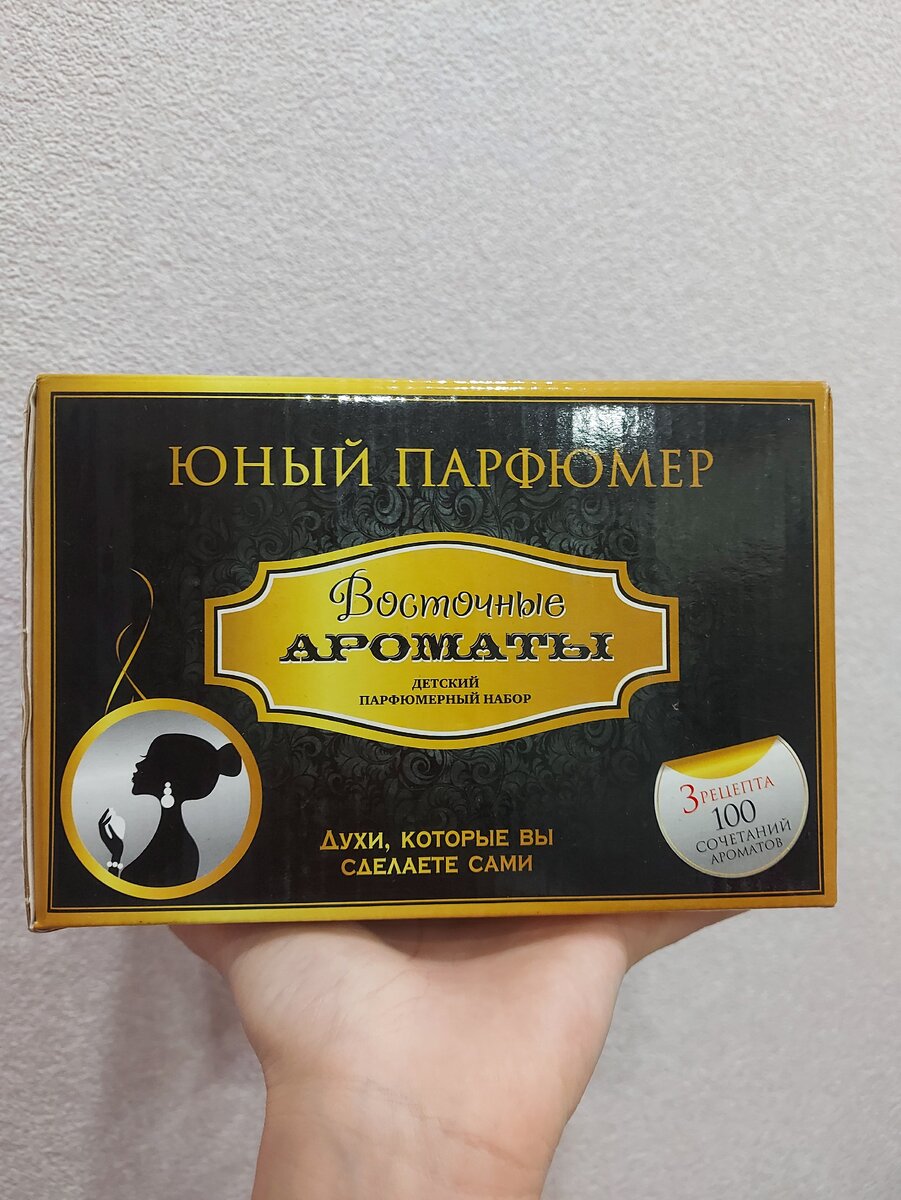 ЮНЫЙ ПАРФЮМЕР
Восточные
АРОМАТЫ
ДЕТСКИЙ
ПАРФЮМЕРНЫЙ НАБОР
ДУХИ, КОТОРЫЕ ВЫ
СДЕЛАЕТЕ САМИ
3 РЕЦЕПТА
100
СОЧЕТАНИЙ
АРОМАТОВ